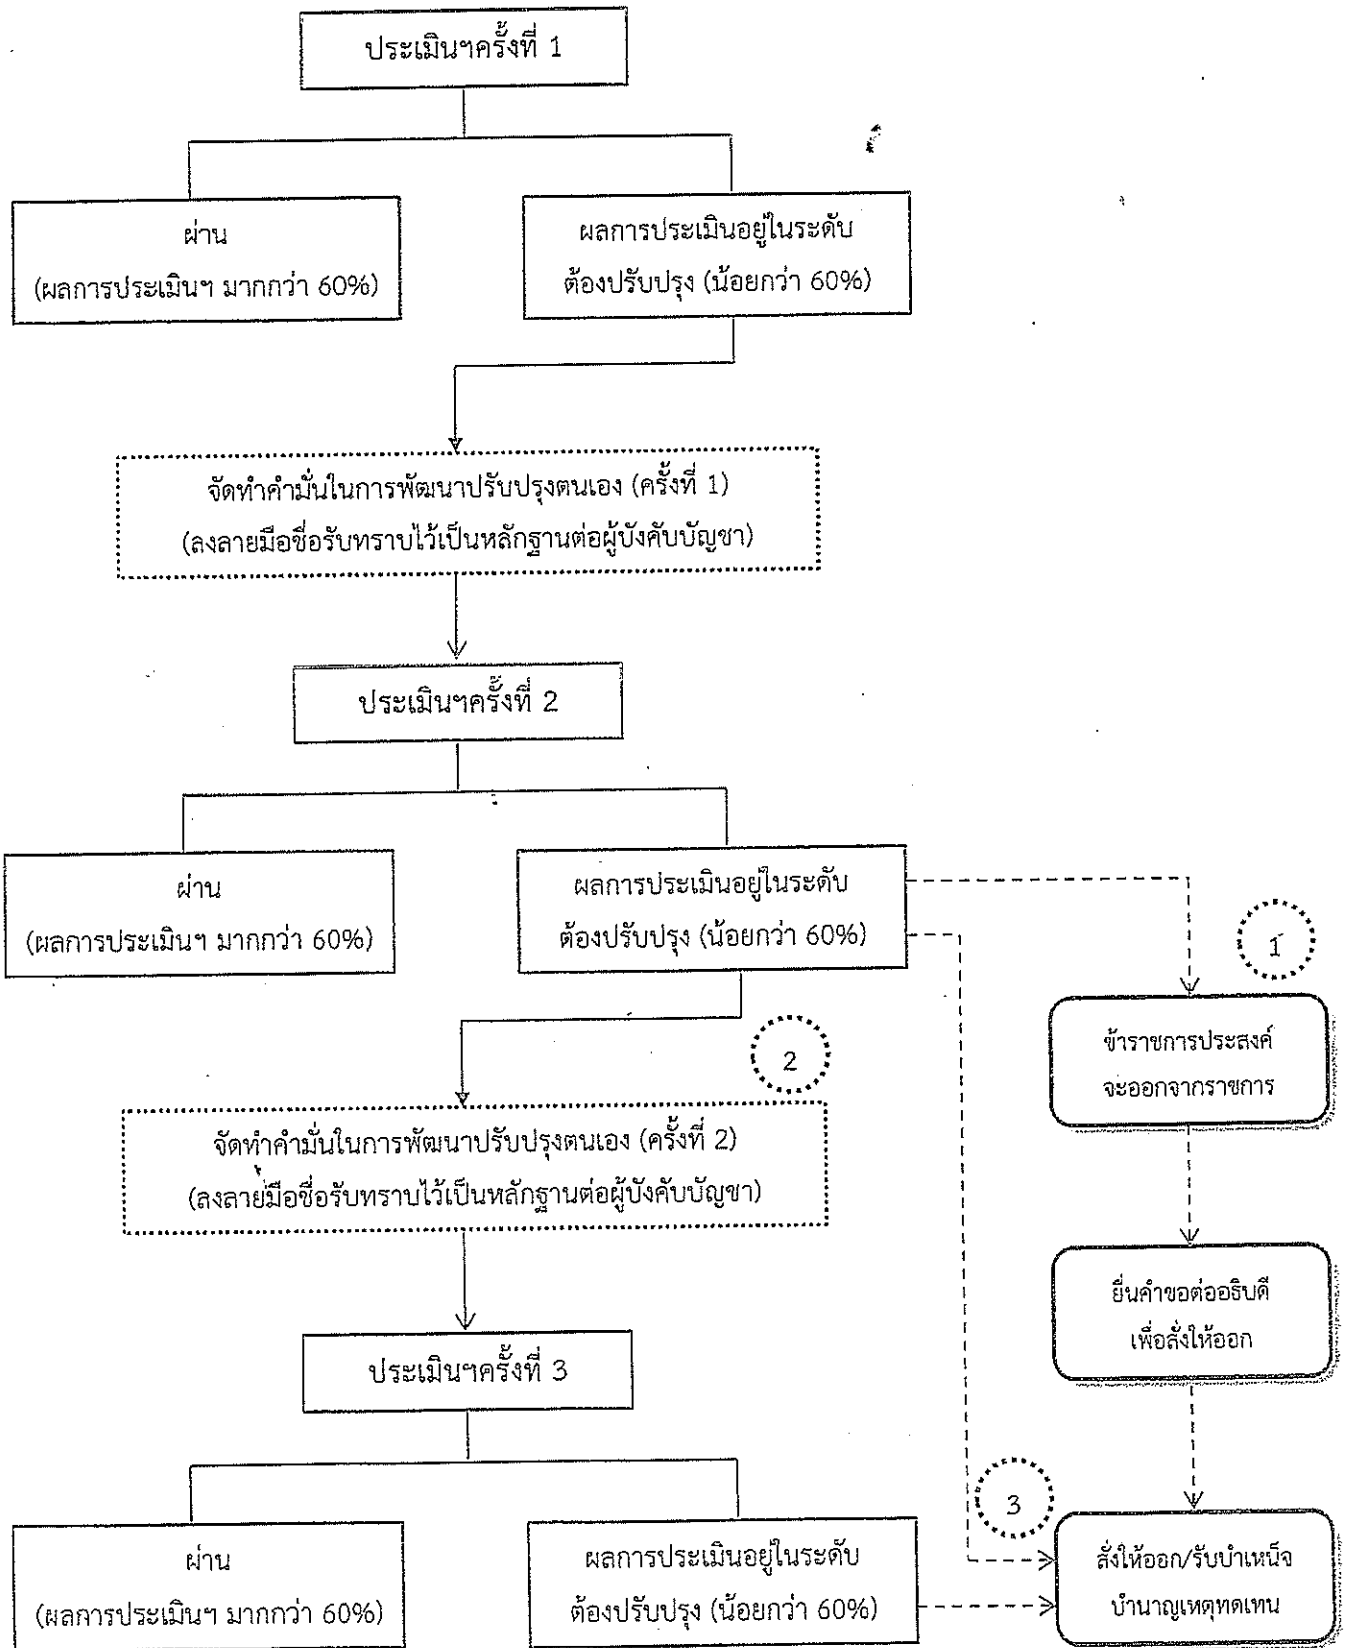 ประเมินฯครั้งที่ 1
ผ่าน
(ผลการประเมินฯ มากกว่า 60%)
ผลการประเมินอยู่ในระดับ
ต้องปรับปรุง (น้อยกว่า 60%)
จัดทำคำมั่นในการพัฒนาปรับปรุงตนเอง (ครั้งที่ 1)
(ลงลายมือชื่อรับทราบไว้เป็นหลักฐานต่อผู้บังคับบัญชา)
ประเมินฯครั้งที่ 2
ผ่าน
(ผลการประเมินฯ มากกว่า 60%)
ผลการประเมินอยู่ในระดับ
ต้องปรับปรุง (น้อยกว่า 60%)
1
ข้าราชการประสงค์
จะออกจากราชการ
2
จัดทำคำมั่นในการพัฒนาปรับปรุงตนเอง (ครั้งที่ 2)
(ลงลายมือชื่อรับทราบไว้เป็นหลักฐานต่อผู้บังคับบัญชา)
ยื่นคำขอต่ออธิบดี
เพื่อสั่งให้ออก
ประเมินฯครั้งที่ 3
3
ผ่าน
(ผลการประเมินฯ มากกว่า 60%)
ผลการประเมินอยู่ในระดับ
ต้องปรับปรุง (น้อยกว่า 60%)
สั่งให้ออก/รับบำเหน็จ
บำนาญเหตุทดเทน